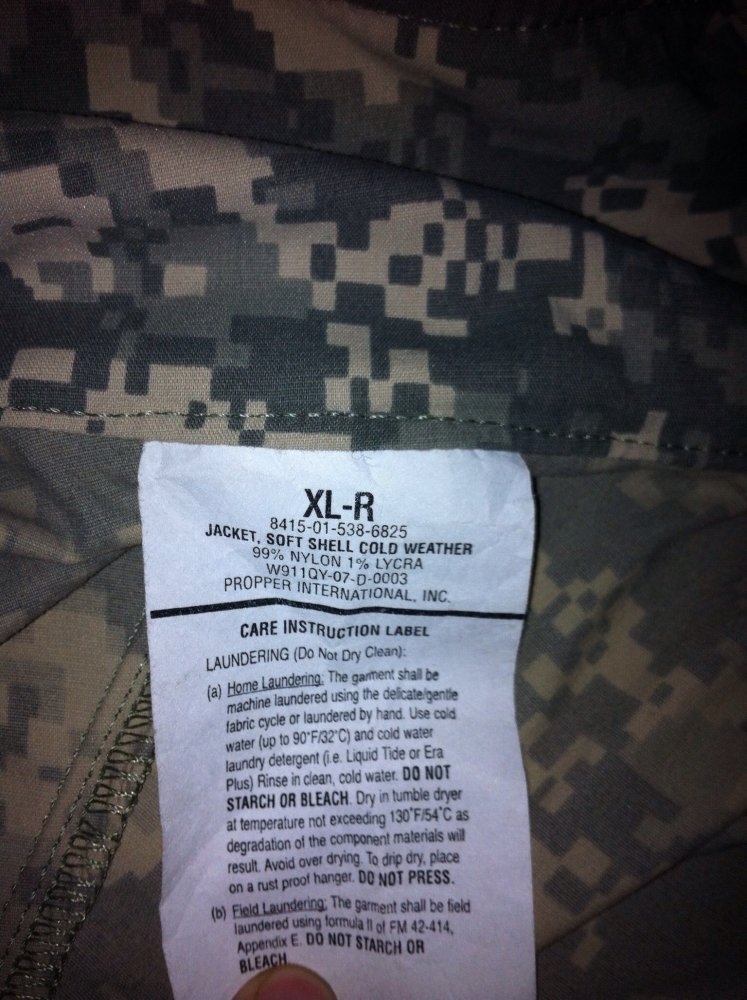 XL-R
8415-01-538-6825
JACKET, SOFT SHELL COLD WEATHER
99% NYLON 1% LYCRA
W911QY-07-D-0003
PROPPER INTERNATIONAL, INC.
CARE INSTRUCTION LABEL
LAUNDERING (Do Not Dry Clean):
(a) Home Laundering: The garment shall be
machine laundered using the delicate/gentle
fabric cycle or laundered by hand. Use cold
water (up to 90°F/32°C) and cold water
laundry detergent (i.e. Liquid Tide or Era
Plus) Rinse in clean, cold water. DO NOT
STARCH OR BLEACH. Dry in tumble dryer
at temperature not exceeding 130°F/54°C as
degradation of the component materials will
result. Avoid over drying. To drip dry, place
on a rust proof hanger. DO NOT PRESS.
(b) Field Laundering: The garment shall be field
laundered using formula II of FM 42-414,
Appendix E. DO NOT STARCH OR
BLEACH.